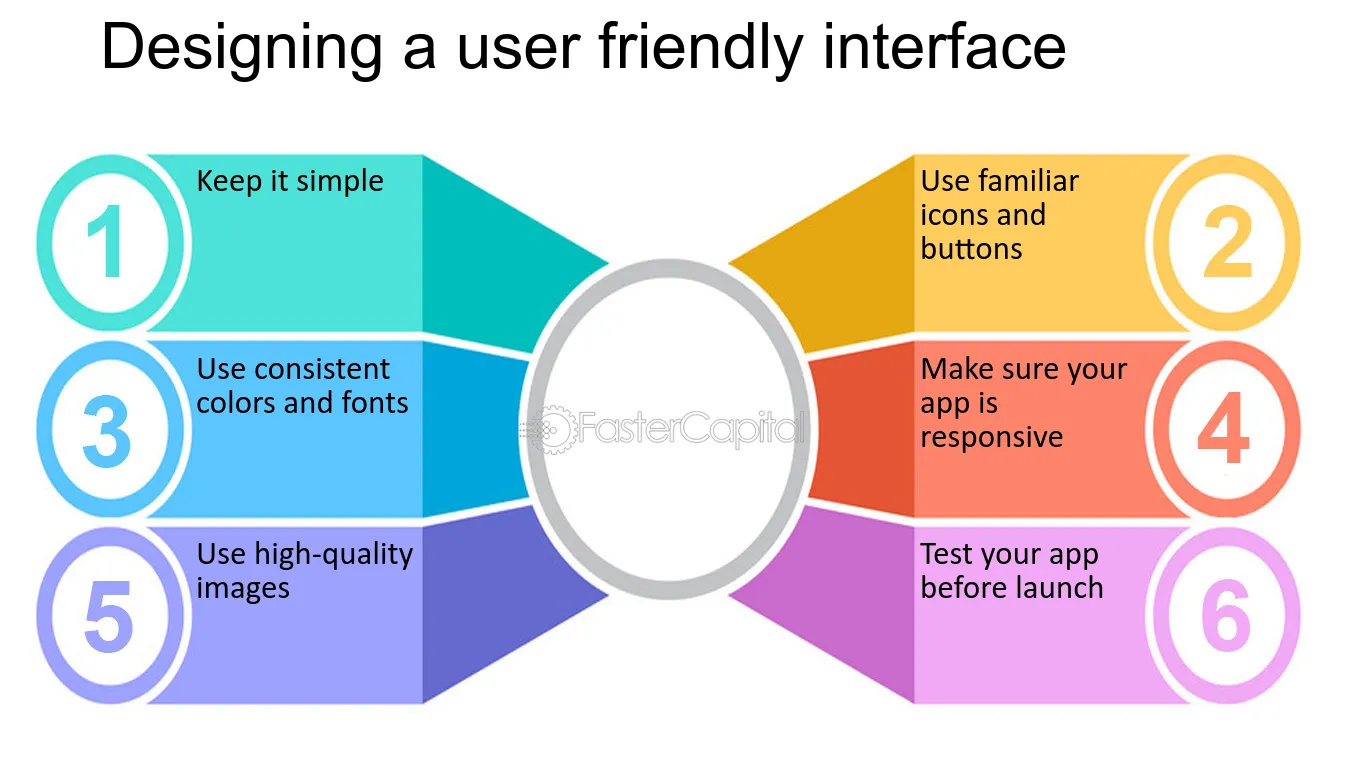 Designing a user friendly interface
1
Keep it simple
2
Use familiar
icons and
buttons
3
Use consistent
colors and fonts
4
Make sure your
app is
responsive
5
Use high-quality
images
6
Test your app
before launch
FasterCapital